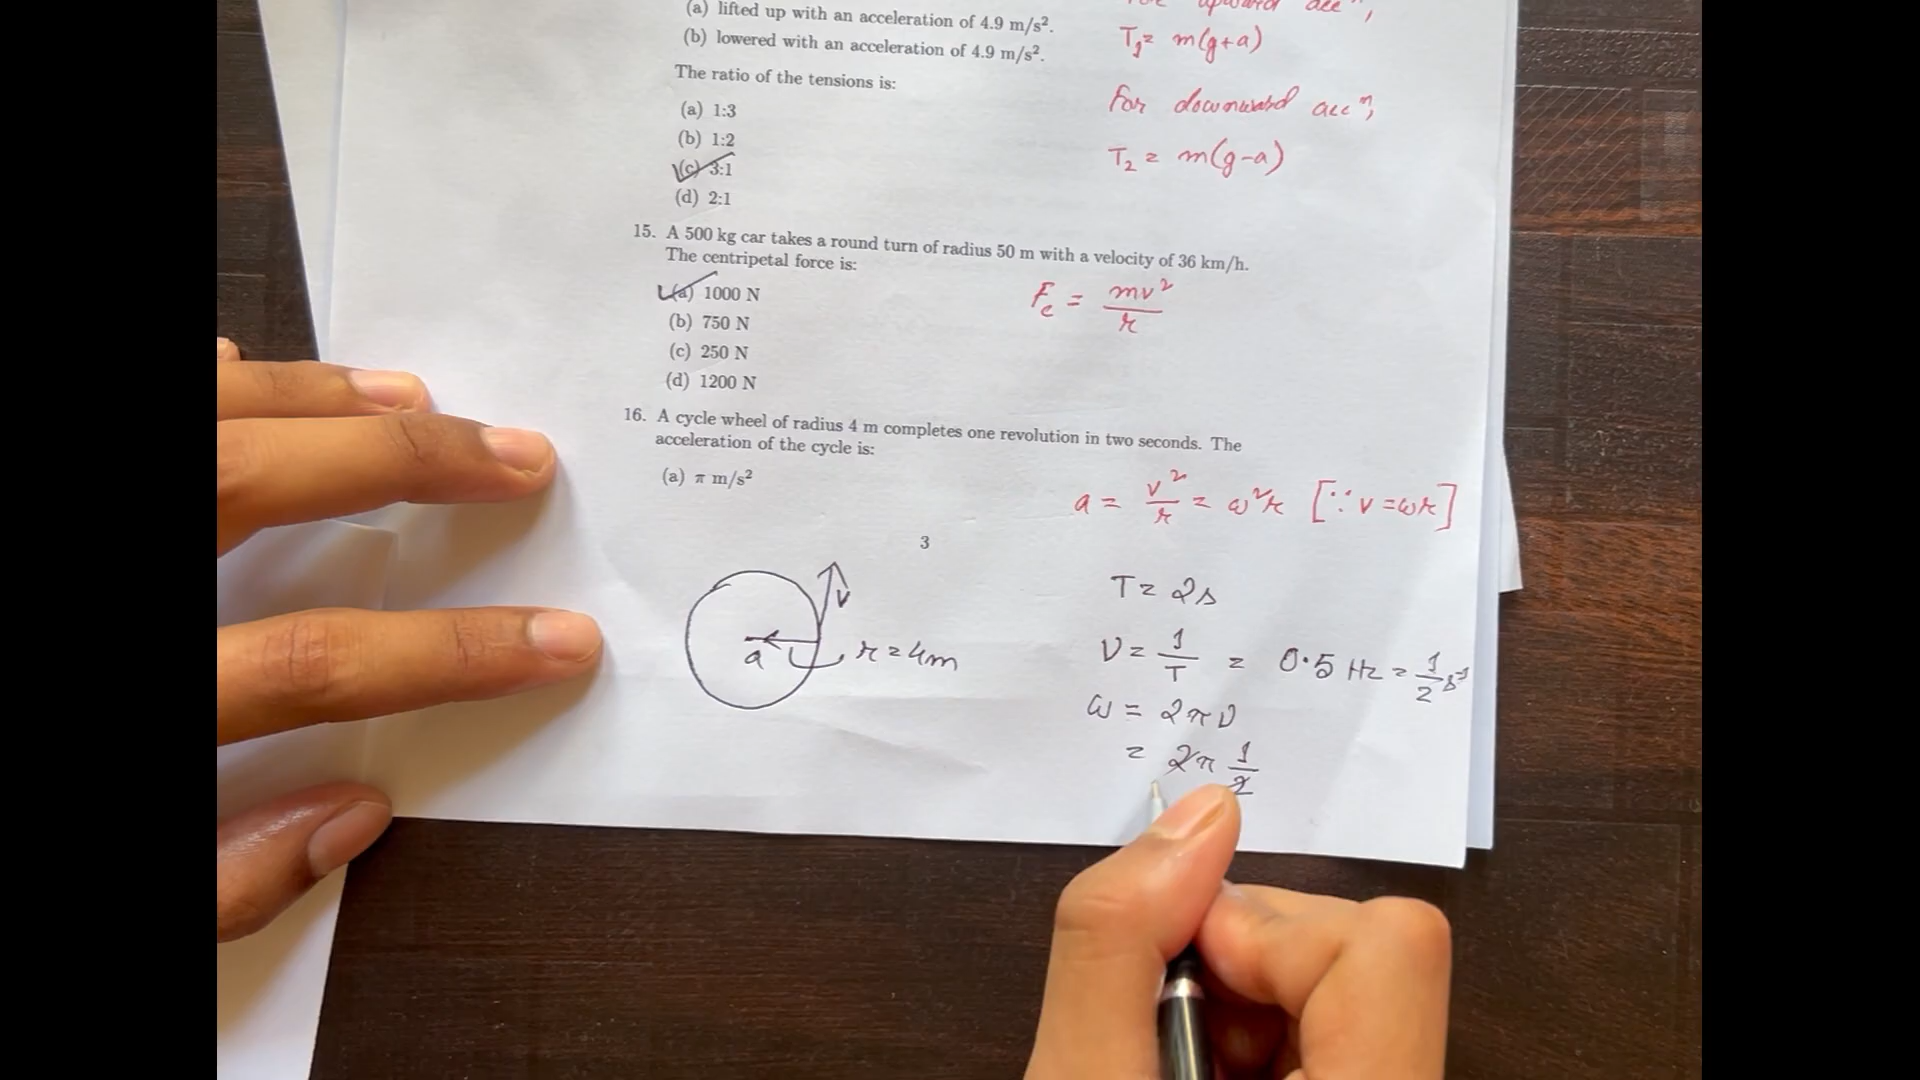 (a) lifted up with an acceleration of 4.9 m/s².
(b) lowered with an acceleration of 4.9 m/s².
The ratio of the tensions is:
(a) 1:3
(b) 1:2
(c) 3:1
(d) 2:1
For upward accⁿ,
T₁ = m(g+a)
For downward accⁿ,
T₂ = m(g-a)
15. A 500 kg car takes a round turn of radius 50 m with a velocity of 36 km/h.
The centripetal force is:
(a) 1000 N
(b) 750 N
(c) 250 N
(d) 1200 N
F_c = mv²/r
16. A cycle wheel of radius 4 m completes one revolution in two seconds. The
acceleration of the cycle is:
(a) π m/s²
a = v²/r = ω²r [∵ v = ωr]
3
v
a
r = 4m
T = 2s
ν = 1/T = 0.5 Hz = 1/2 s⁻¹
ω = 2πν
= 2π 1/2